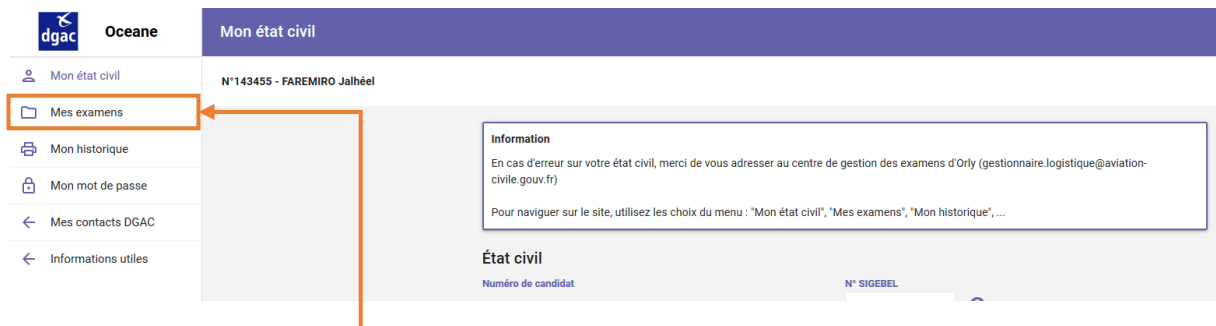 dgac
Oceane
Mon état civil
Mes examens
Mon historique
Mon mot de passe
Mes contacts DGAC
Informations utiles
Mon état civil
N°143455 - FAREMIRO Jalhéel
Information
En cas d'erreur sur votre état civil, merci de vous adresser au centre de gestion des examens d'Orly (gestionnaire.logistique@aviation-
civile.gouv.fr)
Pour naviguer sur le site, utilisez les choix du menu : "Mon état civil", "Mes examens", "Mon historique", ...
État civil
Numéro de candidat
N° SIGEBEL